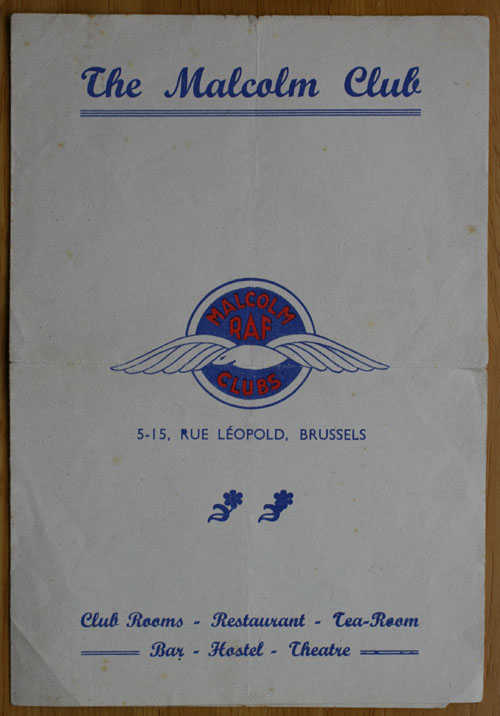 The Malcolm Club
MALCOLM
RAF
CLUBS
5-15, RUE LÉOPOLD, BRUSSELS
Club Rooms - Restaurant - Tea-Room
Bar - Hostel - Theatre